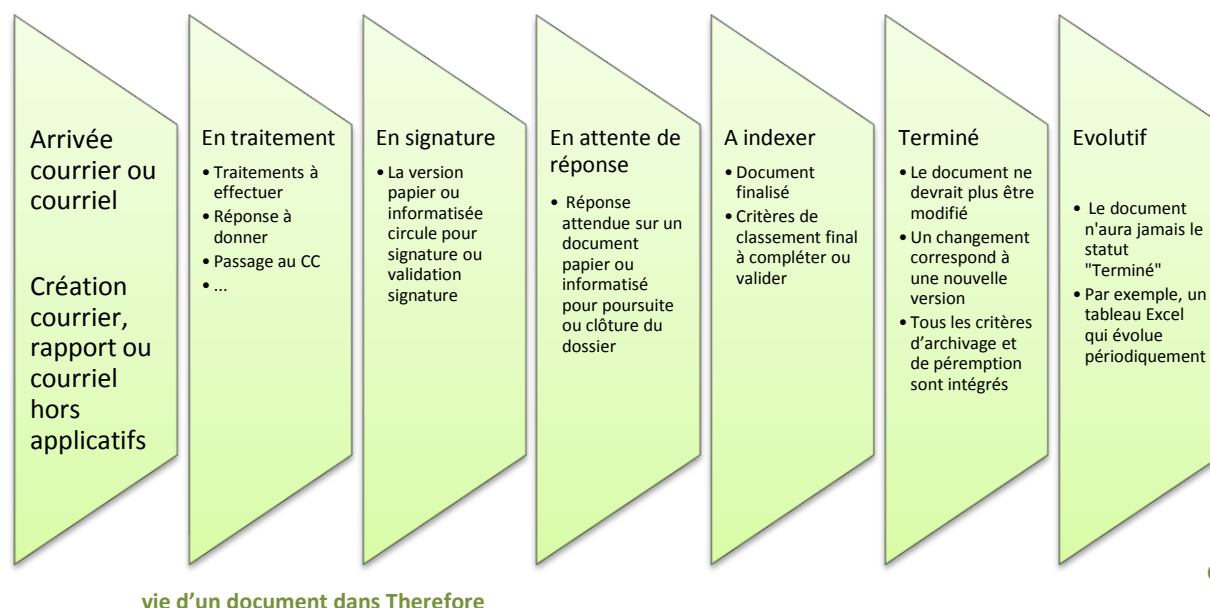 Arrivée
courrier ou
courriel
Création
courrier,
rapport ou
courriel
hors
applicatifs
En traitement
• Traitements à
effectuer
• Réponse à
donner
• Passage au CC
• ...
En signature
• La version
papier ou
informatisée
circule pour
signature ou
validation
signature
En attente de
réponse
• Réponse
attendue sur un
document
papier ou
informatisé
pour poursuite
ou clôture du
dossier
A indexer
• Document
finalisé
• Critères de
classement final
à compléter ou
valider
Terminé
• Le document ne
devrait plus être
modifié
• Un changement
correspond à
une nouvelle
version
• Tous les critères
d'archivage et
de péremption
sont intégrés
Evolutif
• Le document
n'aura jamais le
statut
"Terminé"
• Par exemple, un
tableau Excel
qui évolue
périodiquement
vie d'un document dans Therefore